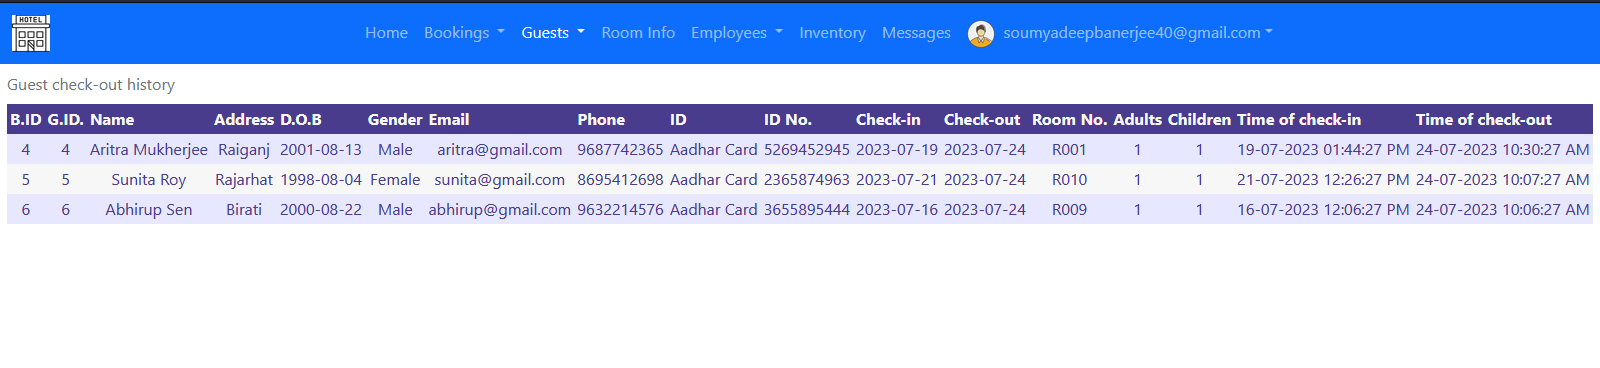 HOTEL
Home Bookings Guests Room Info Employees Inventory Messages soumyadeepbanerjee40@gmail.com
Guest check-out history
B.ID G.ID. Name Address D.O.B Gender Email Phone ID ID No. Check-in Check-out Room No. Adults Children Time of check-in Time of check-out
4 4 Aritra Mukherjee Raiganj 2001-08-13 Male aritra@gmail.com 9687742365 Aadhar Card 5269452945 2023-07-19 2023-07-24 R001 1 1 19-07-2023 01:44:27 PM 24-07-2023 10:30:27 AM
5 5 Sunita Roy Rajarhat 1998-08-04 Female sunita@gmail.com 8695412698 Aadhar Card 2365874963 2023-07-21 2023-07-24 R010 1 1 21-07-2023 12:26:27 PM 24-07-2023 10:07:27 AM
6 6 Abhirup Sen Birati 2000-08-22 Male abhirup@gmail.com 9632214576 Aadhar Card 3655895444 2023-07-16 2023-07-24 R009 1 1 16-07-2023 12:06:27 PM 24-07-2023 10:06:27 AM